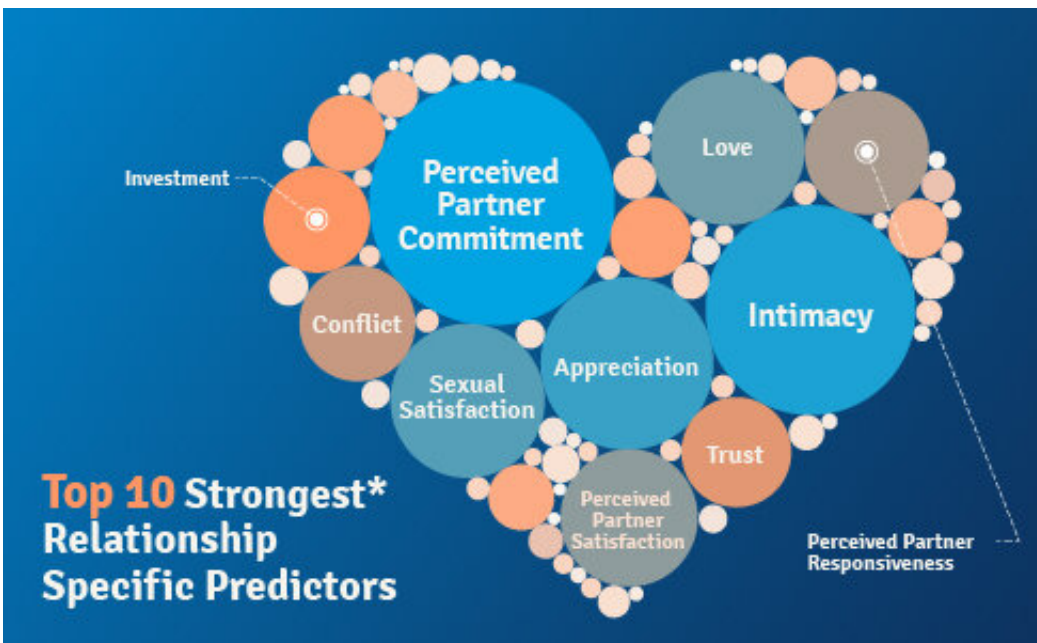 Investment
Perceived
Partner
Commitment
Love
Conflict
Sexual
Satisfaction
Appreciation
Intimacy
Trust
Perceived
Partner
Satisfaction
Perceived Partner
Responsiveness
Top 10 Strongest*
Relationship
Specific Predictors